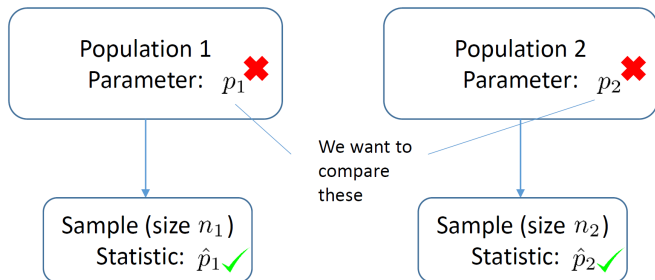 Population 1
Parameter: p₁
Population 2
Parameter: p₂
We want to
compare
these
Sample (size n₁)
Statistic: p̂₁
Sample (size n₂)
Statistic: p̂₂